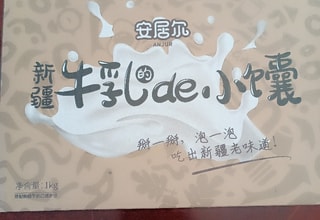 安居尔
ANJUR
新疆
牛乳的de.小馕
掰一掰，泡一泡
吃出新疆老味道！
净含量：1kg